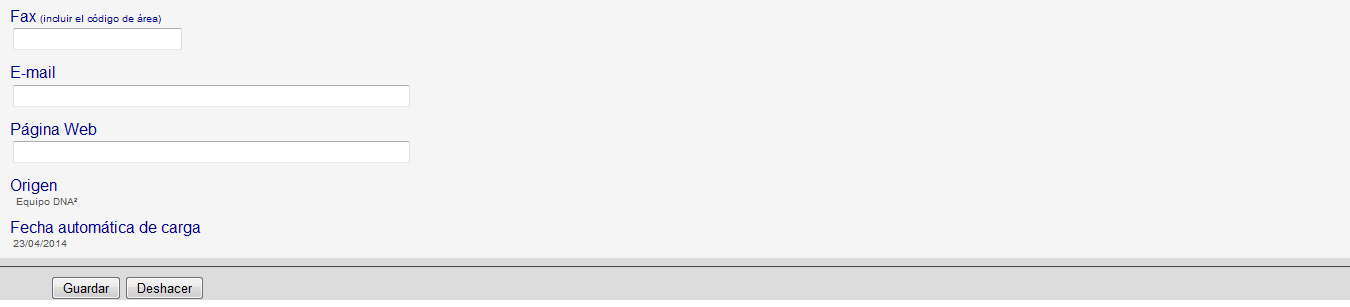 Fax (incluir el código de área)
E-mail
Página Web
Origen
Equipo DNA²
Fecha automática de carga
23/04/2014
Guardar Deshacer